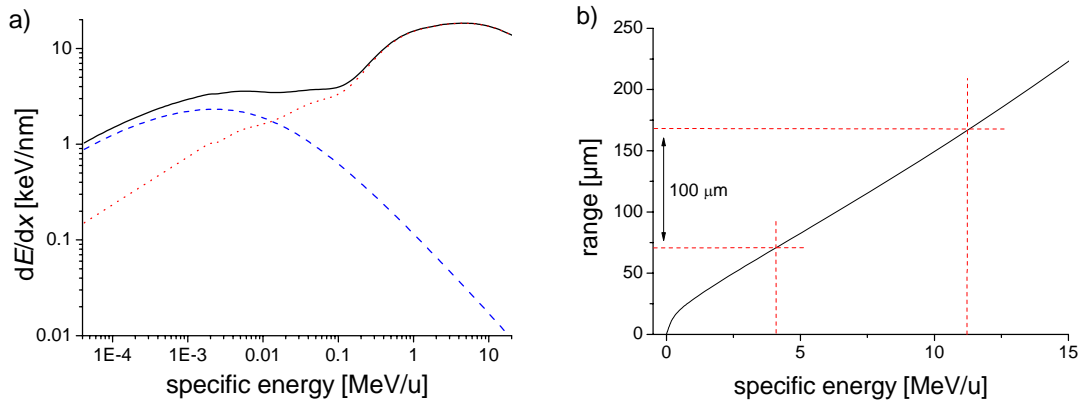 a)
dE/dx [keV/nm]
10
1
0.1
0.01
1E-4 1E-3 0.01 0.1 1 10
specific energy [MeV/u]
b)
range [µm]
250
200
150
100
50
0
100 µm
0 5 10 15
specific energy [MeV/u]